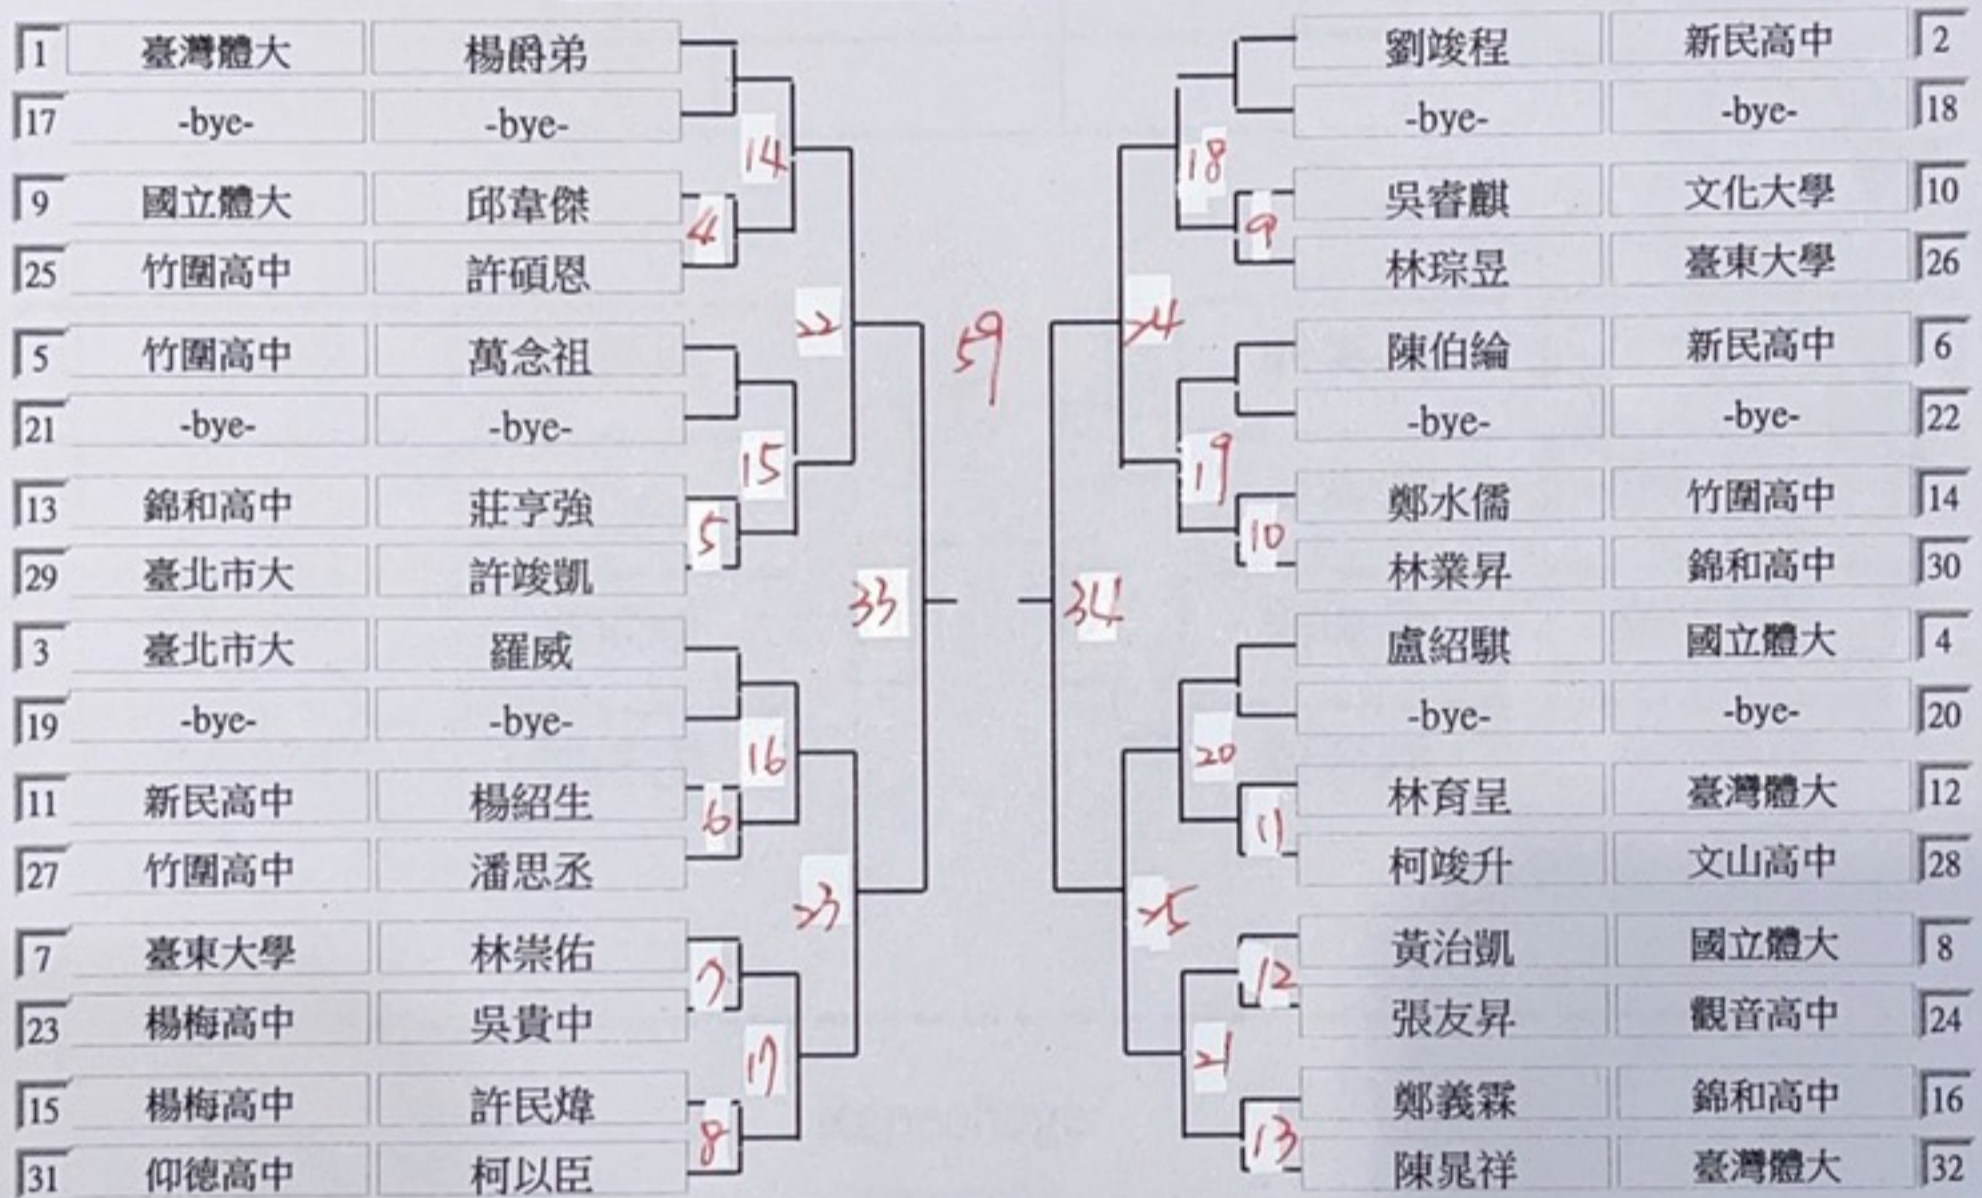 1 臺灣體大 楊爵弟
17 -bye- -bye-
14
9 國立體大 邱韋傑
4
25 竹圍高中 許碩恩
22
5 竹圍高中 萬念祖
21 -bye- -bye-
15
13 錦和高中 莊亨強
5
29 臺北市大 許竣凱
33
3 臺北市大 羅威
19 -bye- -bye-
16
11 新民高中 楊紹生
6
27 竹圍高中 潘思丞
23
7 臺東大學 林崇佑
7
23 楊梅高中 吳貴中
17
15 楊梅高中 許民煒
8
31 仰德高中 柯以臣
59
劉竣程 新民高中 2
-bye- -bye- 18
18
吳睿麒 文化大學 10
9
林琮昱 臺東大學 26
24
陳伯綸 新民高中 6
-bye- -bye- 22
19
鄭水儒 竹圍高中 14
10
林業昇 錦和高中 30
34
盧紹騏 國立體大 4
-bye- -bye- 20
20
林育呈 臺灣體大 12
11
柯竣升 文山高中 28
25
黃治凱 國立體大 8
12
張友昇 觀音高中 24
21
鄭義霖 錦和高中 16
13
陳晁祥 臺灣體大 32